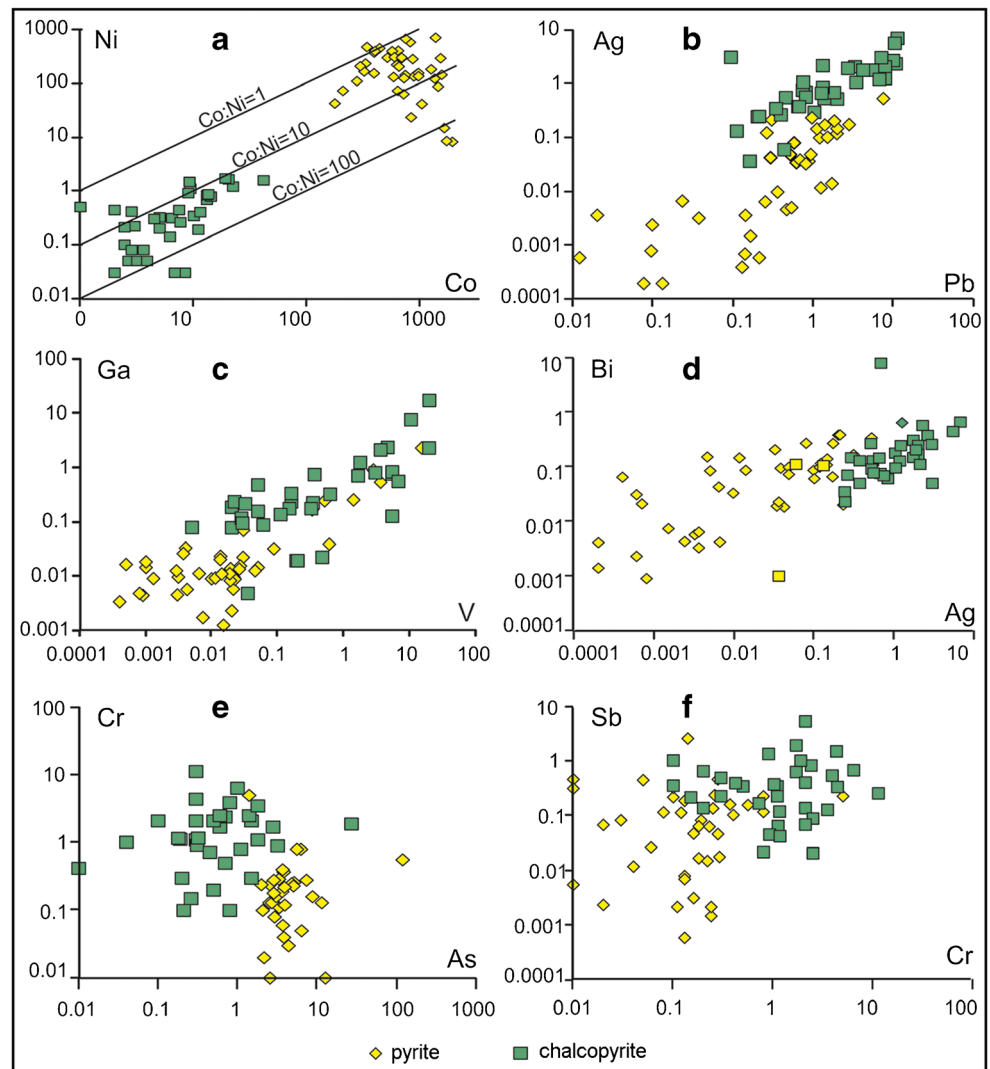 Ni a
1000
100
10
1
0.1
0.01
Co:Ni=1
Co:Ni=10
Co:Ni=100
Co
0 10 100 1000
Ag b
10
1
0.1
0.01
0.001
0.0001
Pb
0.01 0.1 0.1 1 10 100
Ga c
100
10
1
0.1
0.01
0.001
V
0.0001 0.001 0.01 0.1 1 10 100
Bi d
10
1
0.1
0.01
0.001
0.0001
Ag
0.0001 0.001 0.01 0.1 1 10
Cr e
100
10
1
0.1
0.01
As
0.01 0.1 1 10 100 1000
Sb f
10
1
0.1
0.01
0.001
0.0001
Cr
0.01 0.1 1 10 100
pyrite chalcopyrite